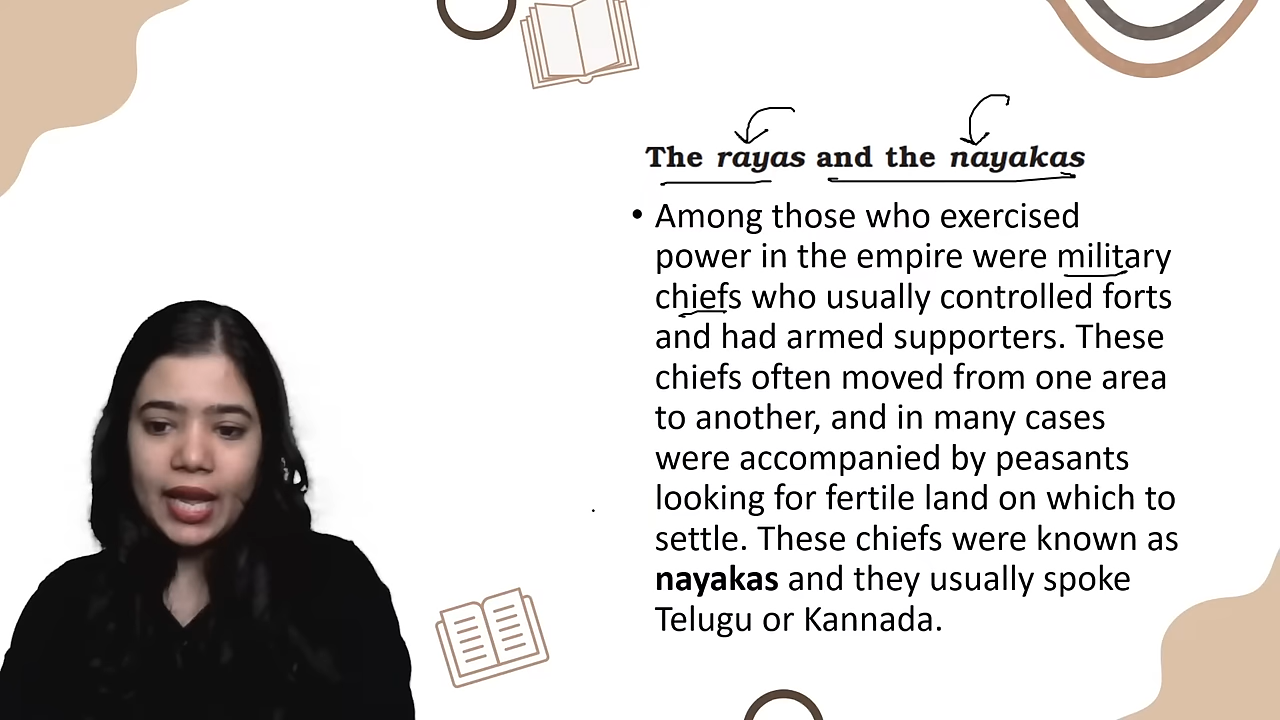 The rayas and the nayakas
• Among those who exercised
power in the empire were military
chiefs who usually controlled forts
and had armed supporters. These
chiefs often moved from one area
to another, and in many cases
were accompanied by peasants
looking for fertile land on which to
settle. These chiefs were known as
nayakas and they usually spoke
Telugu or Kannada.